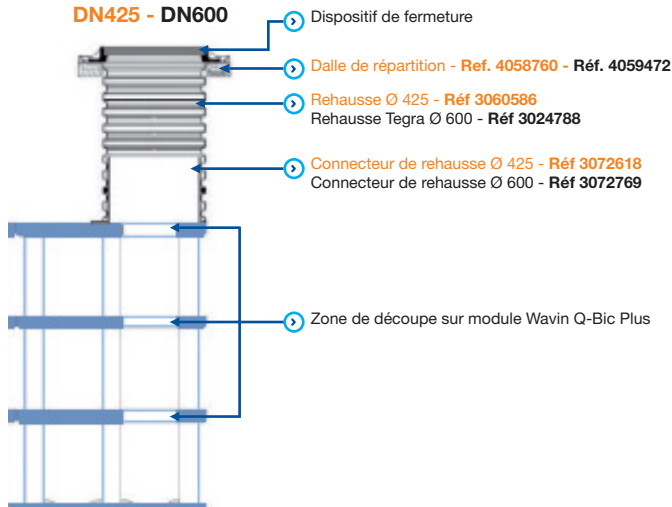 DN425 - DN600
Dispositif de fermeture
Dalle de répartition - Ref. 4058760 - Réf. 4059472
Rehausse Ø 425 - Réf 3060586
Rehausse Tegra Ø 600 - Réf 3024788
Connecteur de rehausse Ø 425 - Réf 3072618
Connecteur de rehausse Ø 600 - Réf 3072769
Zone de découpe sur module Wavin Q-Bic Plus